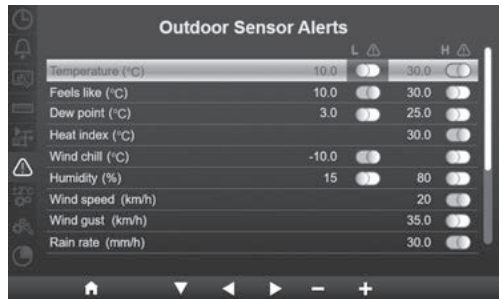 Outdoor Sensor Alerts
L H
Temperature (°C) 10.0 30.0
Feels like (°C) 10.0 30.0
Dew point (°C) 3.0 25.0
Heat index (°C) 30.0
Wind chill (°C) -10.0
Humidity (%) 15 80
Wind speed (km/h) 20
Wind gust (km/h) 35.0
Rain rate (mm/h) 30.0